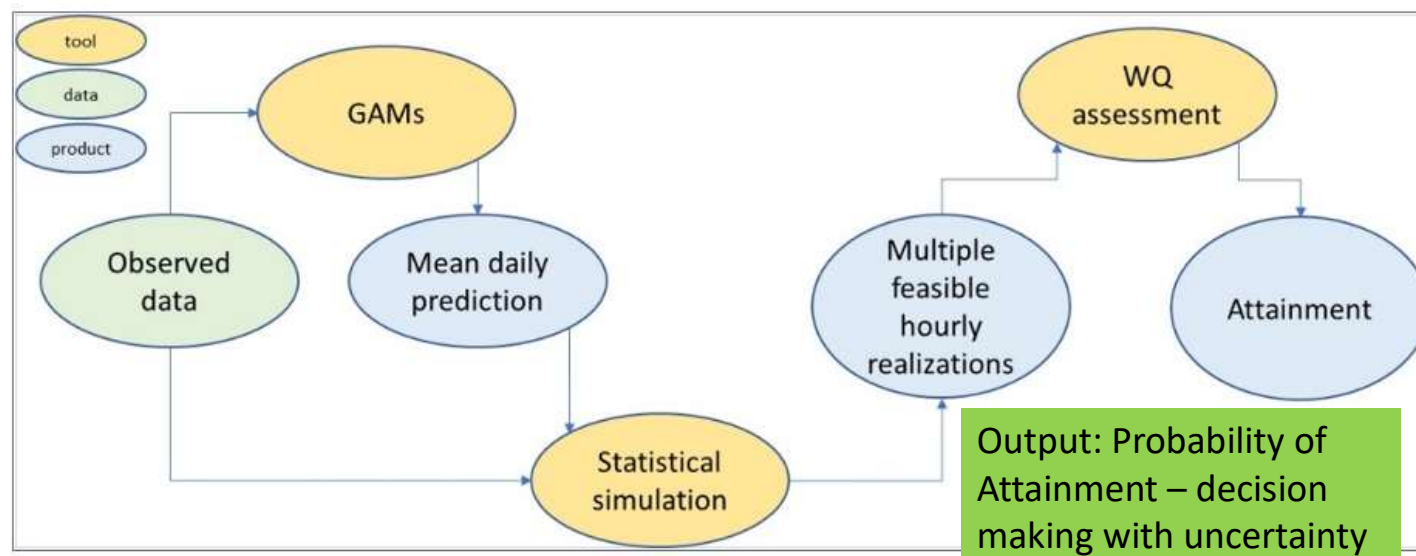 tool
data
product
GAMs
WQ
assessment
Observed
data
Mean daily
prediction
Multiple
feasible
hourly
realizations
Attainment
Statistical
simulation
Output: Probability of
Attainment – decision
making with uncertainty